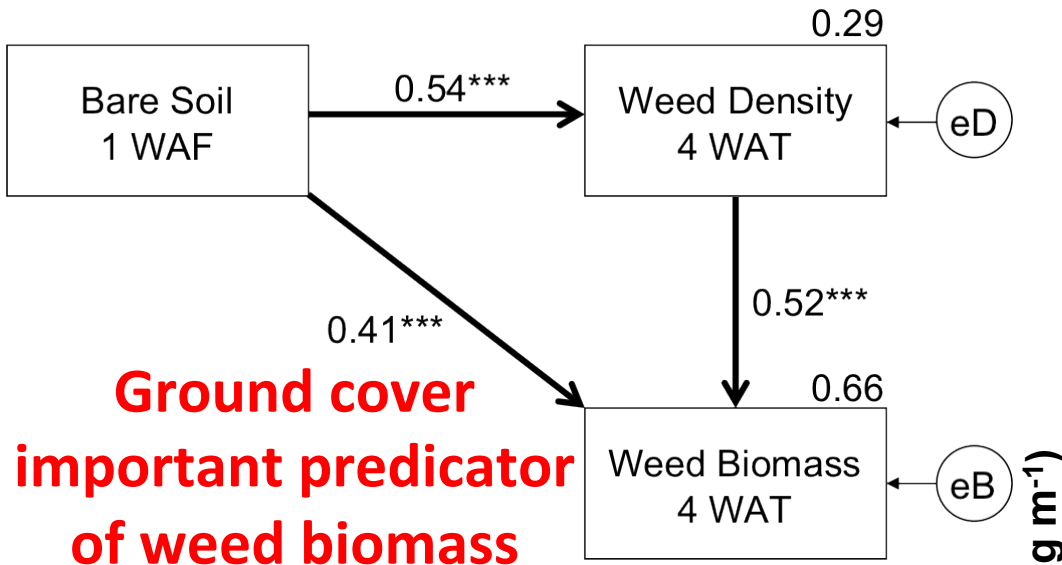 0.29
Bare Soil
1 WAF
0.54***
Weed Density
4 WAT
eD
0.41***
0.52***
Ground cover
important predicator
of weed biomass
0.66
Weed Biomass
4 WAT
eB
g m-1)